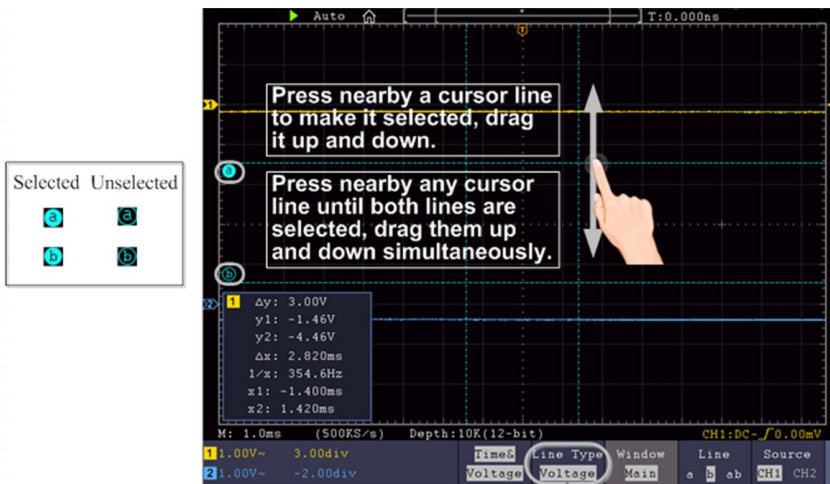 Selected Unselected
a a
b b
Auto T:0.000ns
T
1
Press nearby a cursor line
to make it selected, drag
it up and down.
a
Press nearby any cursor
line until both lines are
selected, drag them up
and down simultaneously.
b
2
1 Δy: 3.00V
y1: -1.46V
y2: -4.46V
Δx: 2.820ms
1/x: 354.6Hz
x1: -1.400ms
x2: 1.420ms
M: 1.0ms (500KS/s) Depth:10K(12-bit) CH1:DC-ʃ0.00mV
1 1.00V~ 3.00div Time& Line Type Window Line Source
2 1.00V~ -2.00div Voltage Voltage Main a b ab CH1 CH2